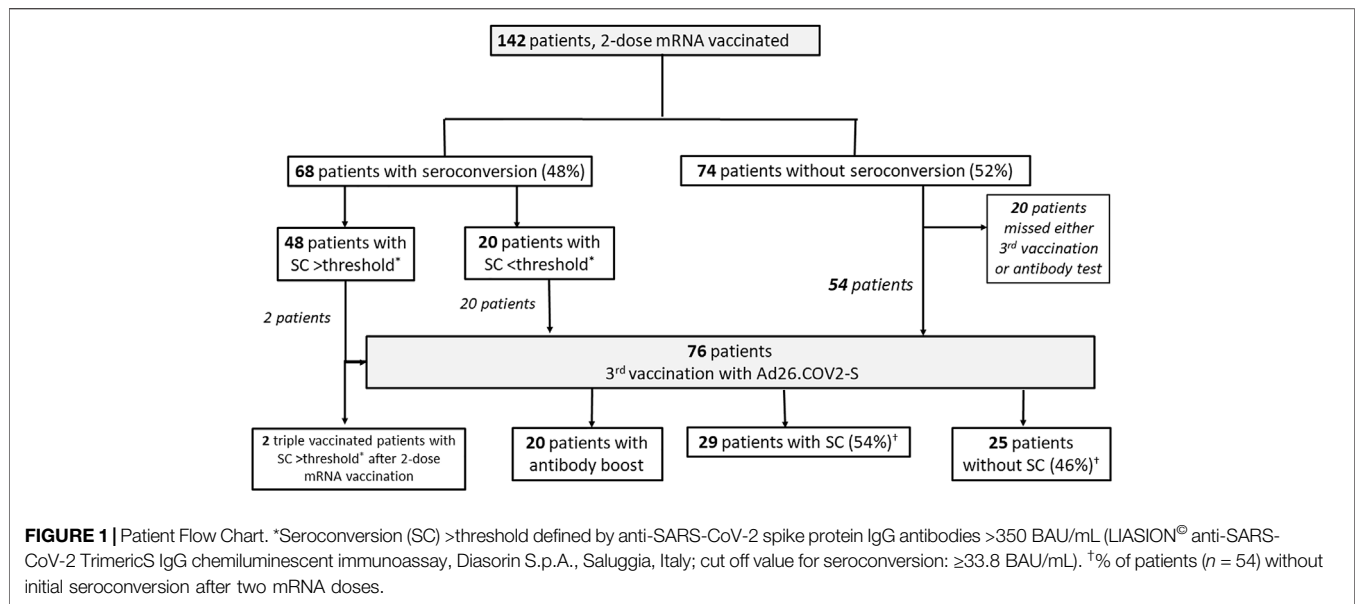 142 patients, 2-dose mRNA vaccinated
68 patients with seroconversion (48%)
74 patients without seroconversion (52%)
20 patients
missed either
3rd vaccination
or antibody test
48 patients with
SC >threshold*
20 patients with
SC <threshold*
54 patients
20 patients
2 patients
76 patients
3rd vaccination with Ad26.COV2-S
2 triple vaccinated patients with
SC >threshold* after 2-dose
mRNA vaccination
20 patients with
antibody boost
29 patients with SC (54%)†
25 patients
without SC (46%)†
FIGURE 1 | Patient Flow Chart. *Seroconversion (SC) >threshold defined by anti-SARS-CoV-2 spike protein IgG antibodies >350 BAU/mL (LIASION© anti-SARS-
CoV-2 TrimericS IgG chemiluminescent immunoassay, Diasorin S.p.A., Saluggia, Italy; cut off value for seroconversion: ≥33.8 BAU/mL). †% of patients (n = 54) without
initial seroconversion after two mRNA doses.